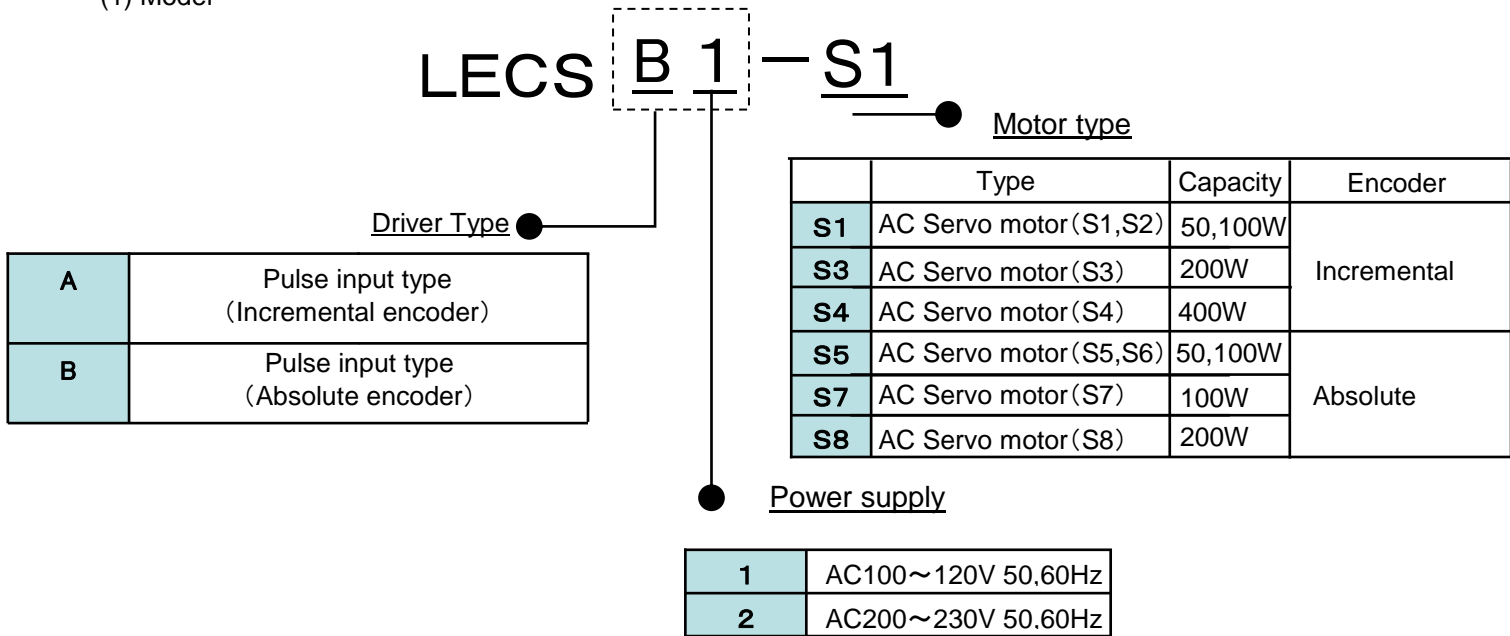 (1) Model
LECS B 1 － S1
Motor type
Type Capacity Encoder
S1 AC Servo motor（S1,S2） 50,100W
S3 AC Servo motor（S3） 200W Incremental
S4 AC Servo motor（S4） 400W
S5 AC Servo motor（S5,S6） 50,100W
S7 AC Servo motor（S7） 100W Absolute
S8 AC Servo motor（S8） 200W
Driver Type
A Pulse input type
（Incremental encoder）
B Pulse input type
（Absolute encoder）
Power supply
1 AC100～120V 50,60Hz
2 AC200～230V 50,60Hz